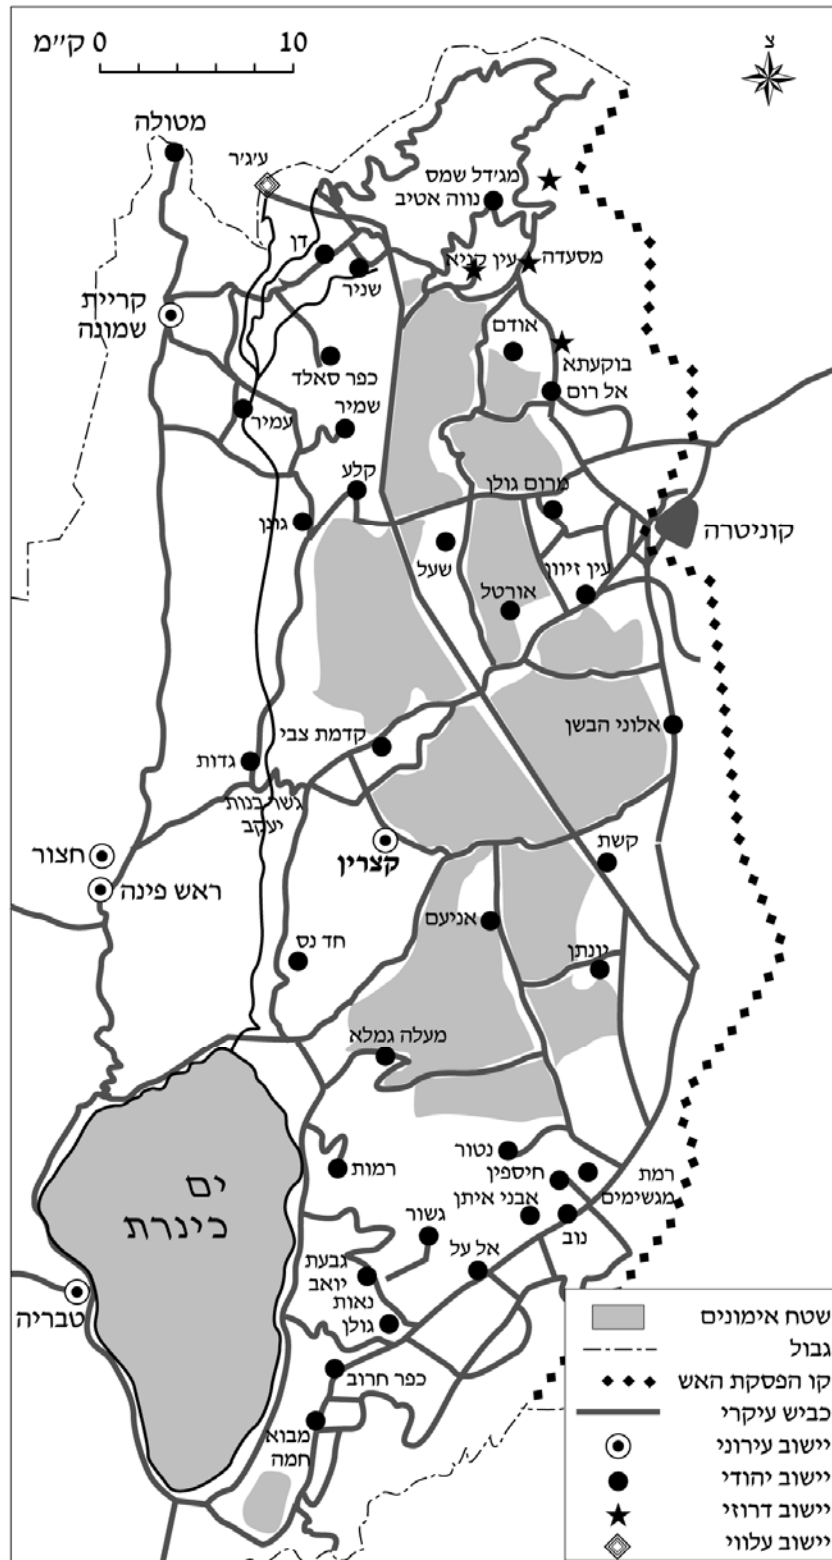 ק״מ 0 10
צ
מטולה
ע׳ג׳ר
מג׳דל שמס
נווה אטיב
דן
שניר
עין קניא
מסעדה
קריית
שמונה
אודם
בוקעתא
אל רום
כפר סאלד
שמיר
עמיר
קלע
מרום גולן
גונן
קוניטרה
שעל
עין זיוון
אורטל
אלוני הבשן
קדמת צבי
גדות
גשר בנות
יעקב
קצרין
קשת
חצור
ראש פינה
אניעם
חד נס
יונתן
מעלה גמלא
נטור
רמות
חיספין
רמת
מגשימים
אבני איתן
נוב
גשור
אל על
ים
כינרת
גבעת
יואב
נאות
גולן
טבריה
כפר חרוב
מבוא
חמה
שטח אימונים
גבול
קו הפסקת האש
כביש עיקרי
יישוב עירוני
יישוב יהודי
יישוב דרוזי
יישוב עלווי